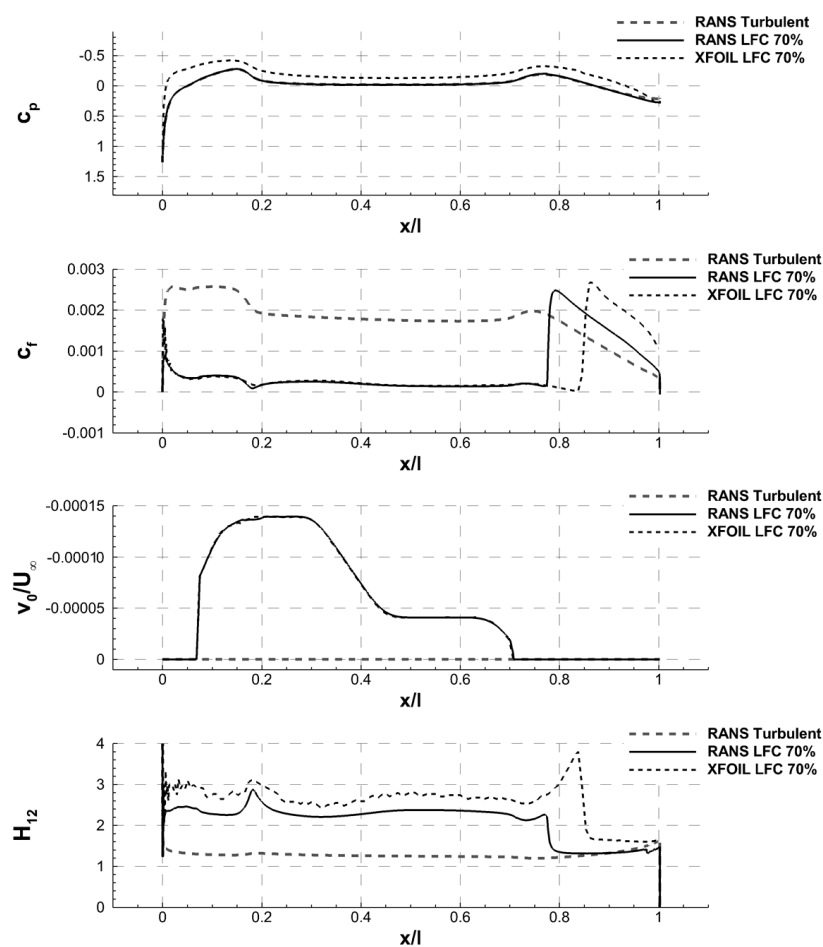 RANS Turbulent
RANS LFC 70%
XFOIL LFC 70%
-0.5
0
0.5
1
1.5
c_p
0 0.2 0.4 0.6 0.8 1
x/l
RANS Turbulent
RANS LFC 70%
XFOIL LFC 70%
0.003
0.002
0.001
0
-0.001
c_f
0 0.2 0.4 0.6 0.8 1
x/l
RANS Turbulent
RANS LFC 70%
XFOIL LFC 70%
-0.00015
-0.00010
-0.00005
0
v_0/U_∞
0 0.2 0.4 0.6 0.8 1
x/l
RANS Turbulent
RANS LFC 70%
XFOIL LFC 70%
4
3
2
1
0
H_12
0 0.2 0.4 0.6 0.8 1
x/l